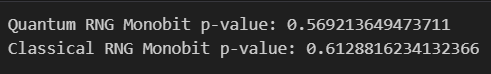 Quantum RNG Monobit p-value: 0.569213649473711
Classical RNG Monobit p-value: 0.6128816234132366